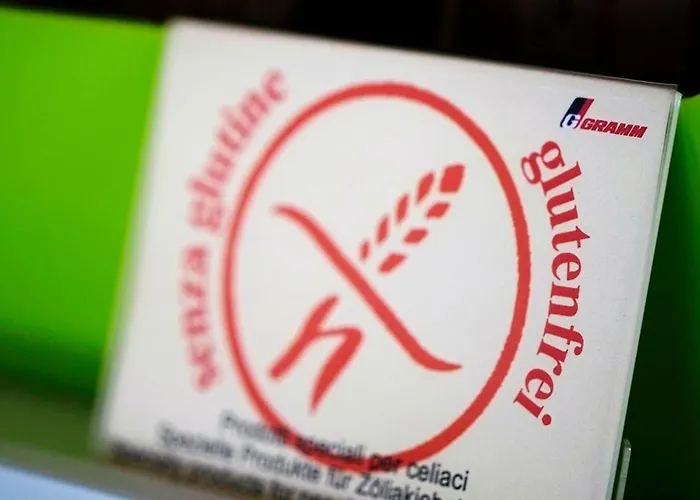 senza glutine
GRAMM
glutenfrei
Prodotti speciali per celiaci
Spezielle Produkte für Zöliakie